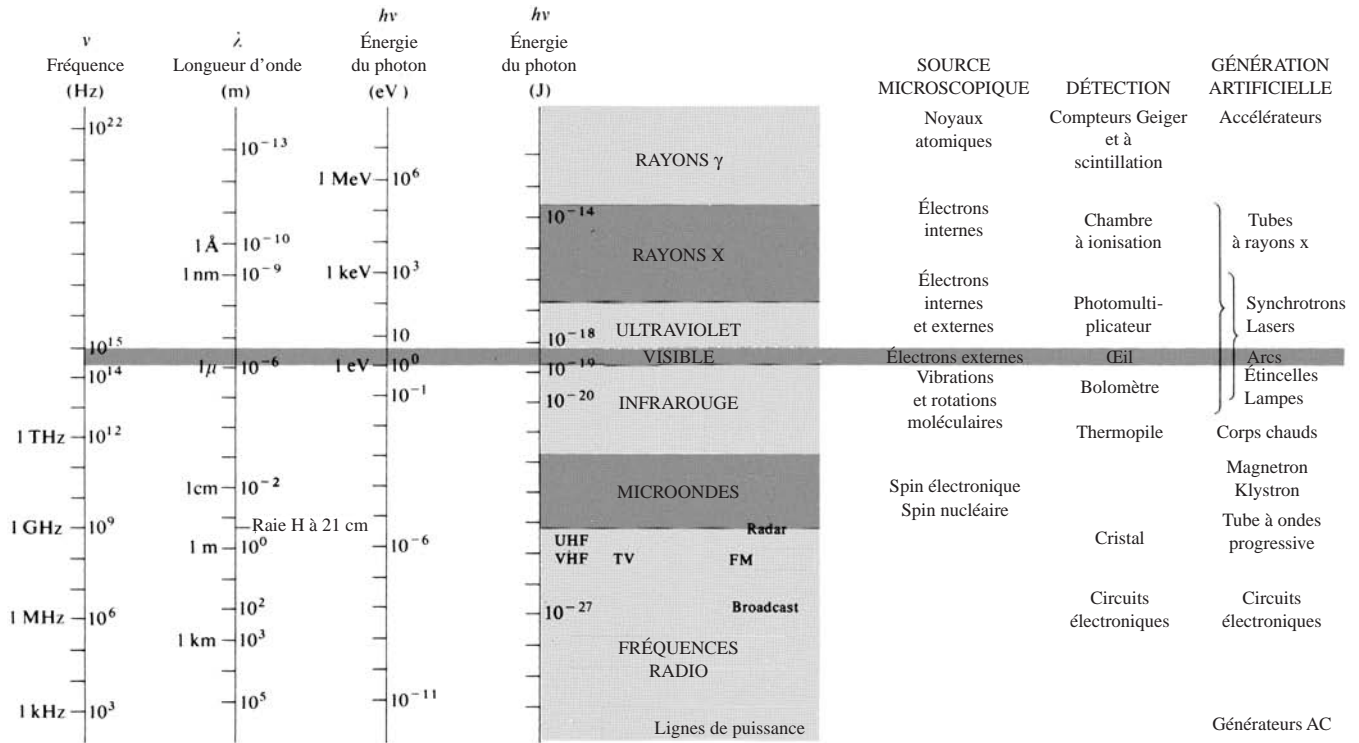 ν
Fréquence
(Hz)
λ
Longueur d'onde
(m)
hν
Énergie
du photon
(eV)
hν
Énergie
du photon
(J)
SOURCE
MICROSCOPIQUE
DÉTECTION
GÉNÉRATION
ARTIFICIELLE
10²²
10¹⁵
10¹⁴
1 THz 10¹²
1 GHz 10⁹
1 MHz 10⁶
1 kHz 10³
10⁻¹³
1 Å 10⁻¹⁰
1 nm 10⁻⁹
1μ 10⁻⁶
1 cm 10⁻²
Raie H à 21 cm
1 m 10⁰
10²
1 km 10³
10⁵
1 MeV 10⁶
1 keV 10³
10
1 eV 10⁰
10⁻¹
10⁻⁶
10⁻¹¹
10⁻¹⁴
10⁻¹⁸
10⁻¹⁹
10⁻²⁰
10⁻²⁷
RAYONS γ
RAYONS X
ULTRAVIOLET
VISIBLE
INFRAROUGE
MICROONDES
Radar
UHF
VHF TV FM
Broadcast
FRÉQUENCES
RADIO
Lignes de puissance
Noyaux
atomiques
Électrons
internes
Électrons
internes
et externes
Électrons externes
Vibrations
et rotations
moléculaires
Spin électronique
Spin nucléaire
Compteurs Geiger
et à
scintillation
Chambre
à ionisation
Photomulti-
plicateur
Œil
Bolomètre
Thermopile
Cristal
Circuits
électroniques
Accélérateurs
Tubes
à rayons x
Synchrotrons
Lasers
Arcs
Étincelles
Lampes
Corps chauds
Magnetron
Klystron
Tube à ondes
progressive
Circuits
électroniques
Générateurs AC